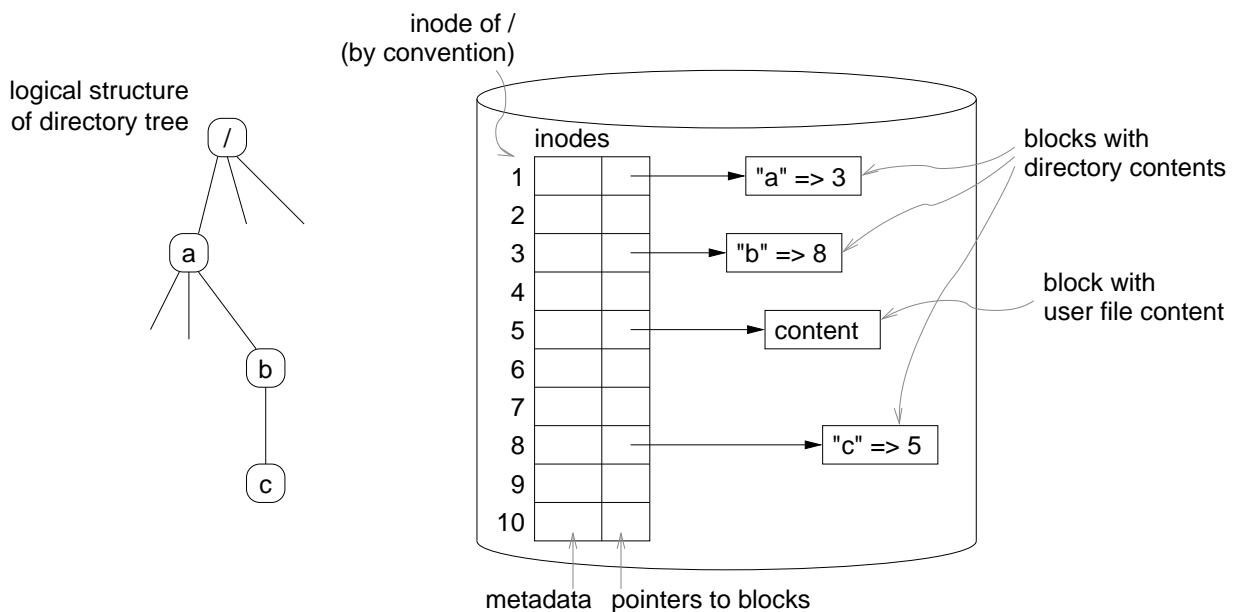 inode of /
(by convention)
logical structure
of directory tree
/
a
b
c
inodes
1
2
3
4
5
6
7
8
9
10
"a" => 3
"b" => 8
content
"c" => 5
blocks with
directory contents
block with
user file content
metadata
pointers to blocks